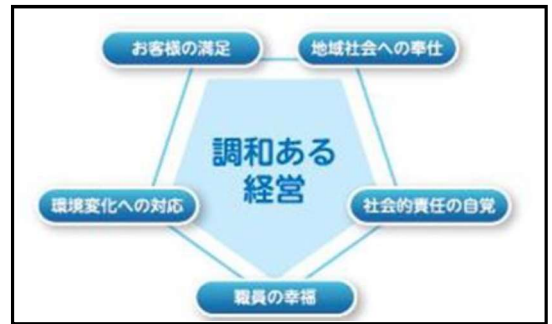 お客様の満足
地域社会への奉仕
調和ある
経営
環境変化への対応
社会的責任の自覚
職員の幸福